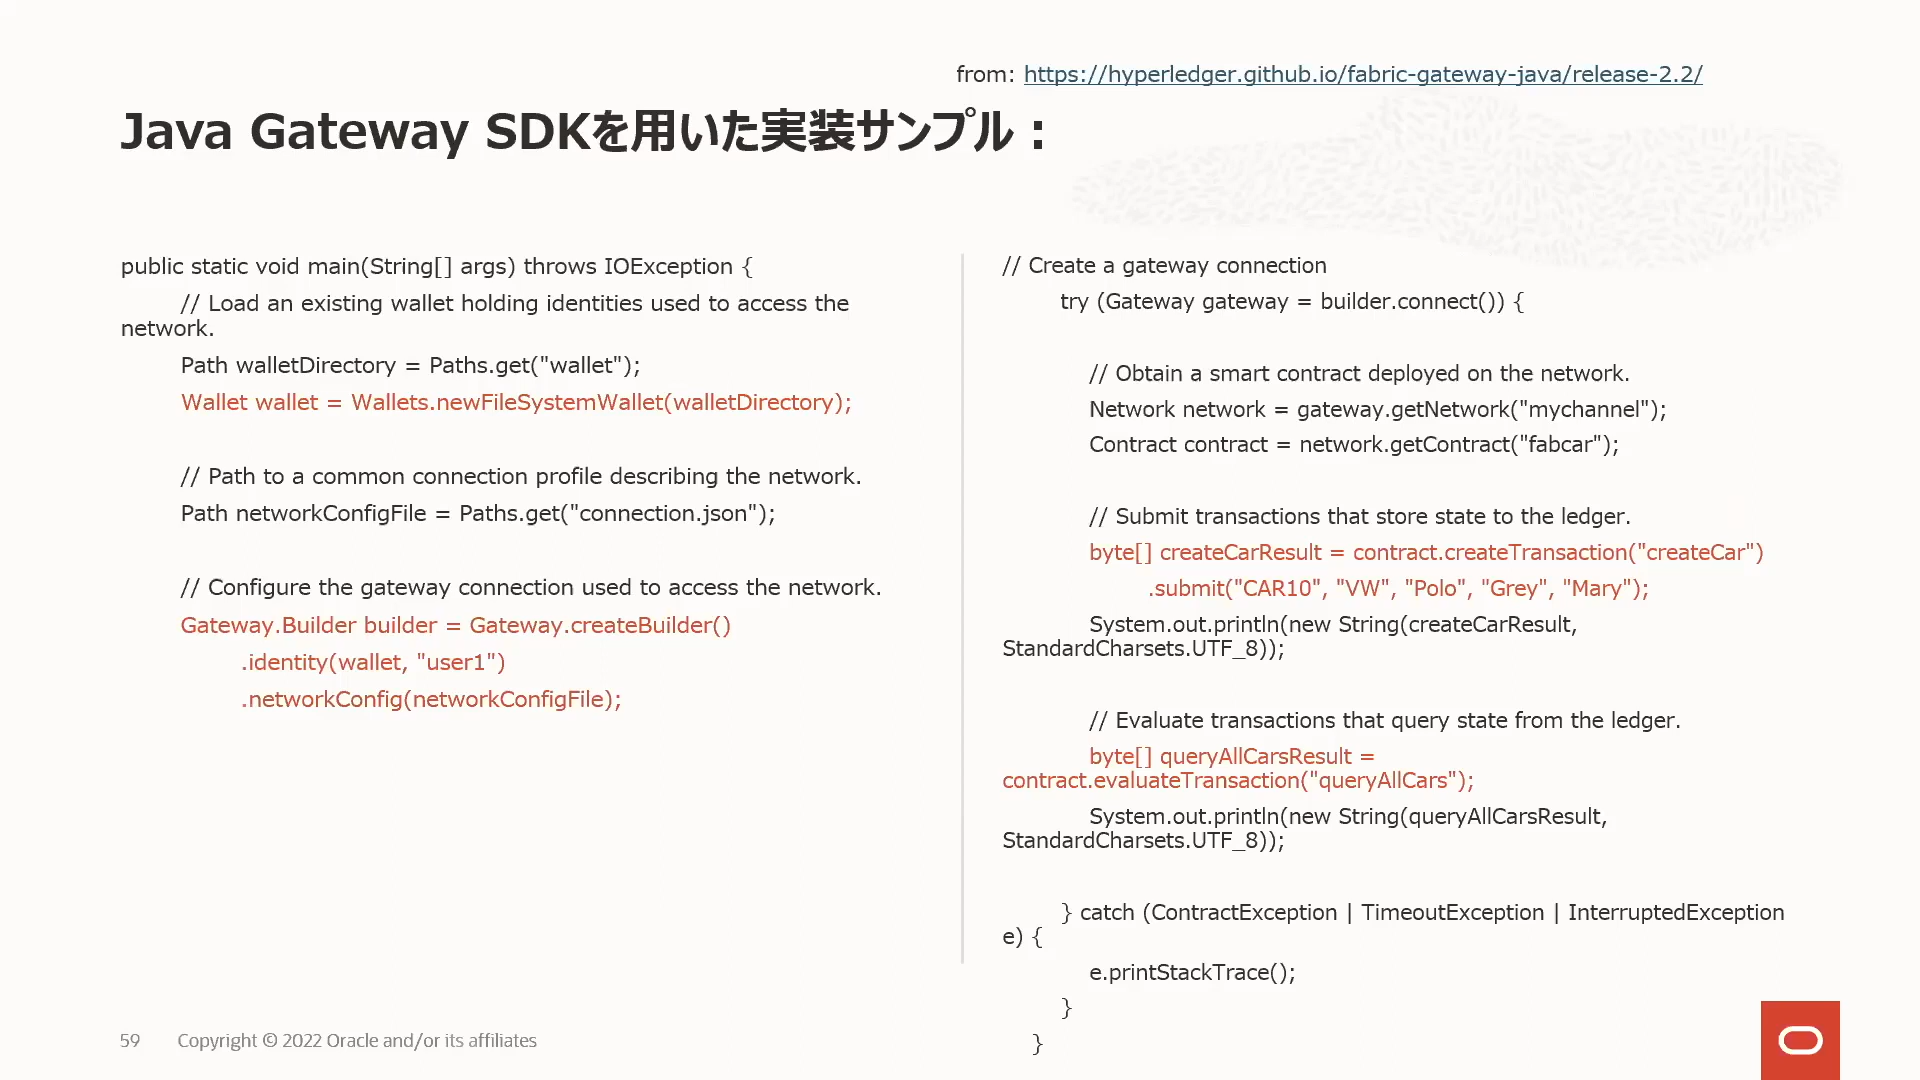 from: https://hyperledger.github.io/fabric-gateway-java/release-2.2/
Java Gateway SDKを用いた実装サンプル：
public static void main(String[] args) throws IOException {
// Load an existing wallet holding identities used to access the
network.
Path walletDirectory = Paths.get("wallet");
Wallet wallet = Wallets.newFileSystemWallet(walletDirectory);
// Path to a common connection profile describing the network.
Path networkConfigFile = Paths.get("connection.json");
// Configure the gateway connection used to access the network.
Gateway.Builder builder = Gateway.createBuilder()
.identity(wallet, "user1")
.networkConfig(networkConfigFile);
// Create a gateway connection
try (Gateway gateway = builder.connect()) {
// Obtain a smart contract deployed on the network.
Network network = gateway.getNetwork("mychannel");
Contract contract = network.getContract("fabcar");
// Submit transactions that store state to the ledger.
byte[] createCarResult = contract.createTransaction("createCar")
.submit("CAR10", "VW", "Polo", "Grey", "Mary");
System.out.println(new String(createCarResult,
StandardCharsets.UTF_8));
// Evaluate transactions that query state from the ledger.
byte[] queryAllCarsResult =
contract.evaluateTransaction("queryAllCars");
System.out.println(new String(queryAllCarsResult,
StandardCharsets.UTF_8));
} catch (ContractException | TimeoutException | InterruptedException
e) {
e.printStackTrace();
}
}
59 Copyright © 2022 Oracle and/or its affiliates